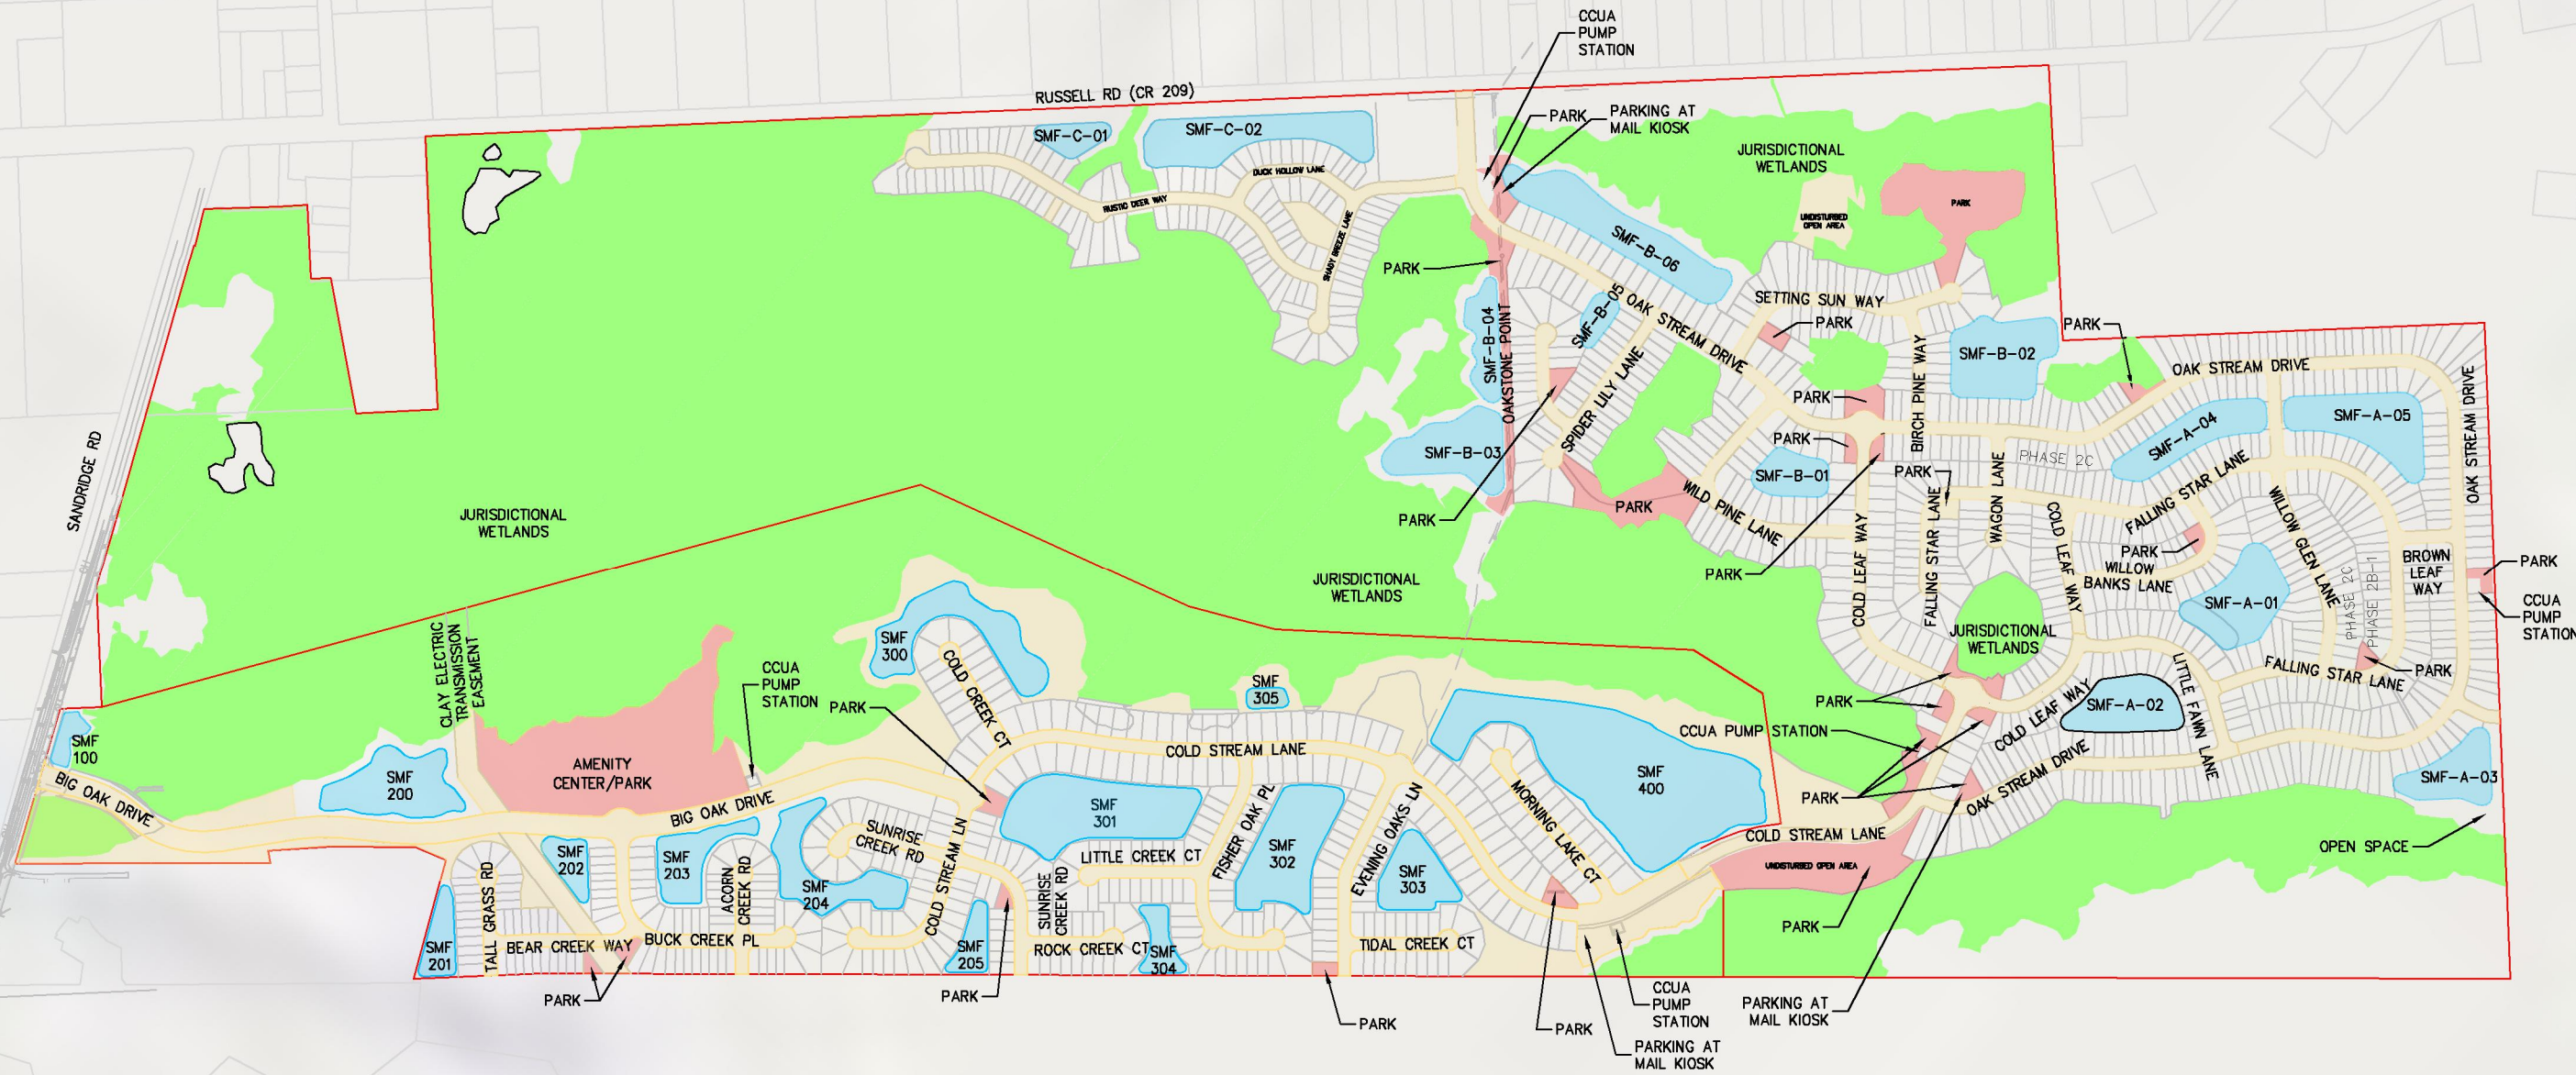 CCUA
PUMP
STATION
RUSSELL RD (CR 209)
PARK
PARKING AT
MAIL KIOSK
SMF-C-01
SMF-C-02
JURISDICTIONAL
WETLANDS
DUCK HOLLOW LANE
RUSTIC DEER WAY
SHADY BREEZE LANE
UNDISTURBED
OPEN AREA
PARK
SMF-B-06
PARK
SMF-B-05
OAK STREAM DRIVE
SETTING SUN WAY
PARK
PARK
SMF-B-04
OAKSTONE POINT
SPIDER LILY LANE
BIRCH PINE WAY
SMF-B-02
OAK STREAM DRIVE
OAK STREAM DRIVE
PARK
SMF-A-04
SMF-A-05
PARK
SMF-B-03
SMF-B-01
PARK
PHASE 2C
WAGON LANE
FALLING STAR LANE
SANDRIDGE RD
JURISDICTIONAL
WETLANDS
PARK
PARK
WILD PINE LANE
COLD LEAF WAY
FALLING STAR LANE
COLD LEAF WAY
WILLOW GLEN LANE
PARK
WILLOW
BANKS LANE
PHASE 2C
PHASE 2B-1
BROWN
LEAF
WAY
PARK
CCUA
PUMP
STATION
JURISDICTIONAL
WETLANDS
PARK
SMF-A-01
JURISDICTIONAL
WETLANDS
CLAY ELECTRIC
TRANSMISSION
EASEMENT
SMF
300
COLD CREEK CT
CCUA
PUMP
STATION
PARK
SMF
305
PARK
LITTLE FAWN LANE
FALLING STAR LANE
PARK
SMF-A-02
COLD LEAF WAY
CCUA PUMP STATION
SMF
100
BIG OAK DRIVE
SMF
200
AMENITY
CENTER/PARK
COLD STREAM LANE
SMF
400
MORNING LAKE CT
PARK
OAK STREAM DRIVE
SMF-A-03
BIG OAK DRIVE
SMF
301
FISHER OAK PL
SMF
302
EVENING OAKS LN
SMF
303
COLD STREAM LANE
OPEN SPACE
SUNRISE
CREEK RD
LITTLE CREEK CT
UNDISTURBED OPEN AREA
SMF
202
SMF
203
ACORN
CREEK RD
SMF
204
COLD STREAM LN
SUNRISE
CREEK RD
TALL GRASS RD
SMF
201
BEAR CREEK WAY
BUCK CREEK PL
SMF
205
ROCK CREEK CT
SMF
304
TIDAL CREEK CT
PARK
PARK
PARK
PARK
PARK
CCUA
PUMP
STATION
PARKING AT
MAIL KIOSK
PARKING AT
MAIL KIOSK